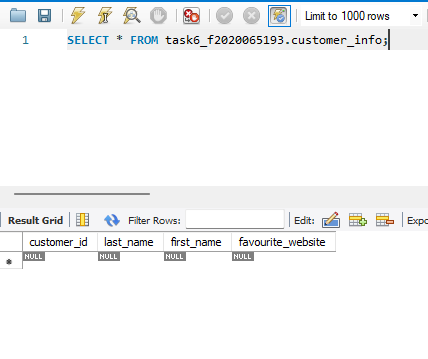 Limit to 1000 rows
1 SELECT * FROM task6_f2020065193.customer_info;
Result Grid Filter Rows: Edit: Expo
customer_id last_name first_name favourite_website
* NULL NULL NULL NULL